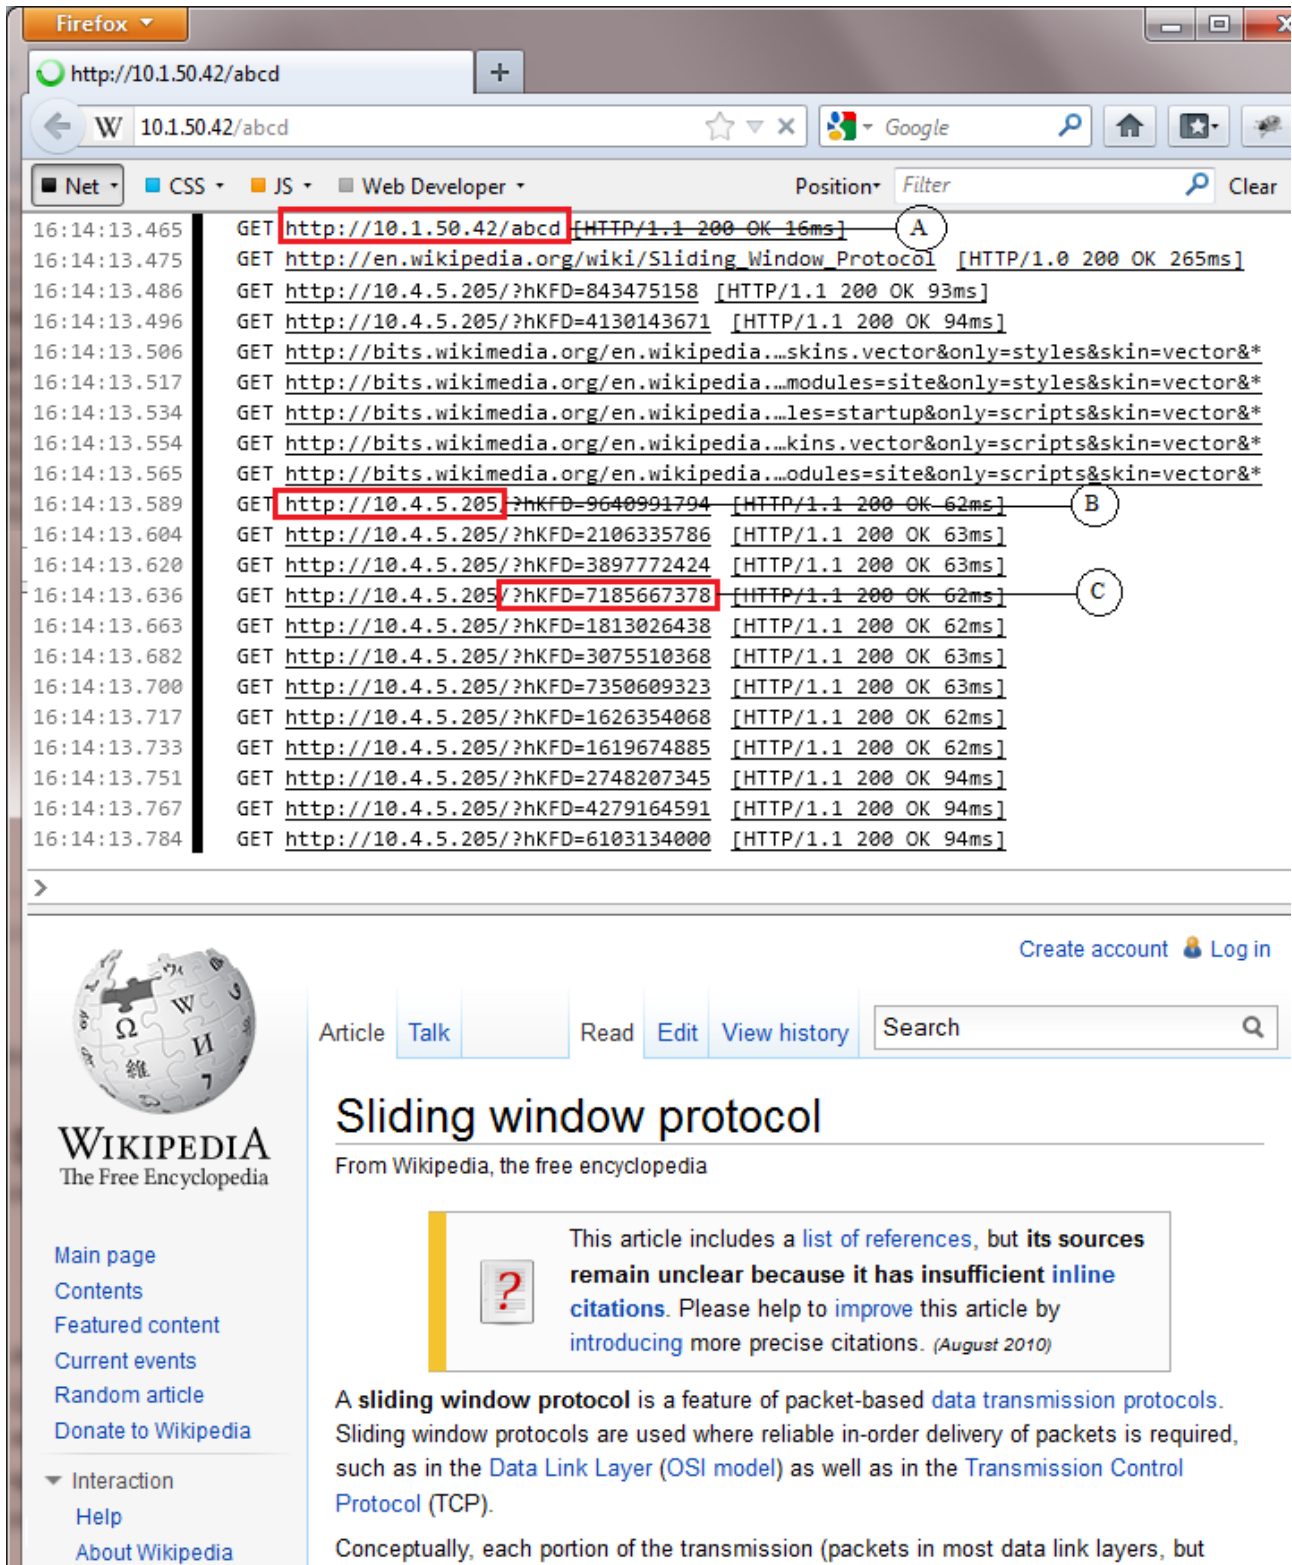 Firefox
http://10.1.50.42/abcd
W 10.1.50.42/abcd Google
Net CSS JS Web Developer Position Filter Clear
16:14:13.465 GET http://10.1.50.42/abcd [HTTP/1.1 200 OK 16ms] A
16:14:13.475 GET http://en.wikipedia.org/wiki/Sliding_Window_Protocol [HTTP/1.0 200 OK 265ms]
16:14:13.486 GET http://10.4.5.205/?hKFD=843475158 [HTTP/1.1 200 OK 93ms]
16:14:13.496 GET http://10.4.5.205/?hKFD=4130143671 [HTTP/1.1 200 OK 94ms]
16:14:13.506 GET http://bits.wikimedia.org/en.wikipedia.…skins.vector&only=styles&skin=vector&*
16:14:13.517 GET http://bits.wikimedia.org/en.wikipedia.…modules=site&only=styles&skin=vector&*
16:14:13.534 GET http://bits.wikimedia.org/en.wikipedia.…les=startup&only=scripts&skin=vector&*
16:14:13.554 GET http://bits.wikimedia.org/en.wikipedia.…kins.vector&only=scripts&skin=vector&*
16:14:13.565 GET http://bits.wikimedia.org/en.wikipedia.…odules=site&only=scripts&skin=vector&*
16:14:13.589 GET http://10.4.5.205/?hKFD=9640991794 [HTTP/1.1 200 OK 62ms] B
16:14:13.604 GET http://10.4.5.205/?hKFD=2106335786 [HTTP/1.1 200 OK 63ms]
16:14:13.620 GET http://10.4.5.205/?hKFD=3897772424 [HTTP/1.1 200 OK 63ms]
16:14:13.636 GET http://10.4.5.205/?hKFD=7185667378 [HTTP/1.1 200 OK 62ms] C
16:14:13.663 GET http://10.4.5.205/?hKFD=1813026438 [HTTP/1.1 200 OK 62ms]
16:14:13.682 GET http://10.4.5.205/?hKFD=3075510368 [HTTP/1.1 200 OK 63ms]
16:14:13.700 GET http://10.4.5.205/?hKFD=7350609323 [HTTP/1.1 200 OK 63ms]
16:14:13.717 GET http://10.4.5.205/?hKFD=1626354068 [HTTP/1.1 200 OK 62ms]
16:14:13.733 GET http://10.4.5.205/?hKFD=1619674885 [HTTP/1.1 200 OK 62ms]
16:14:13.751 GET http://10.4.5.205/?hKFD=2748207345 [HTTP/1.1 200 OK 94ms]
16:14:13.767 GET http://10.4.5.205/?hKFD=4279164591 [HTTP/1.1 200 OK 94ms]
16:14:13.784 GET http://10.4.5.205/?hKFD=6103134000 [HTTP/1.1 200 OK 94ms]
Create account Log in
Article Talk Read Edit View history Search
WIKIPEDIA
The Free Encyclopedia
Main page
Contents
Featured content
Current events
Random article
Donate to Wikipedia
Interaction
Help
About Wikipedia
Sliding window protocol
From Wikipedia, the free encyclopedia
This article includes a list of references, but its sources
remain unclear because it has insufficient inline
citations. Please help to improve this article by
introducing more precise citations. (August 2010)
A sliding window protocol is a feature of packet-based data transmission protocols.
Sliding window protocols are used where reliable in-order delivery of packets is required,
such as in the Data Link Layer (OSI model) as well as in the Transmission Control
Protocol (TCP).
Conceptually, each portion of the transmission (packets in most data link layers, but